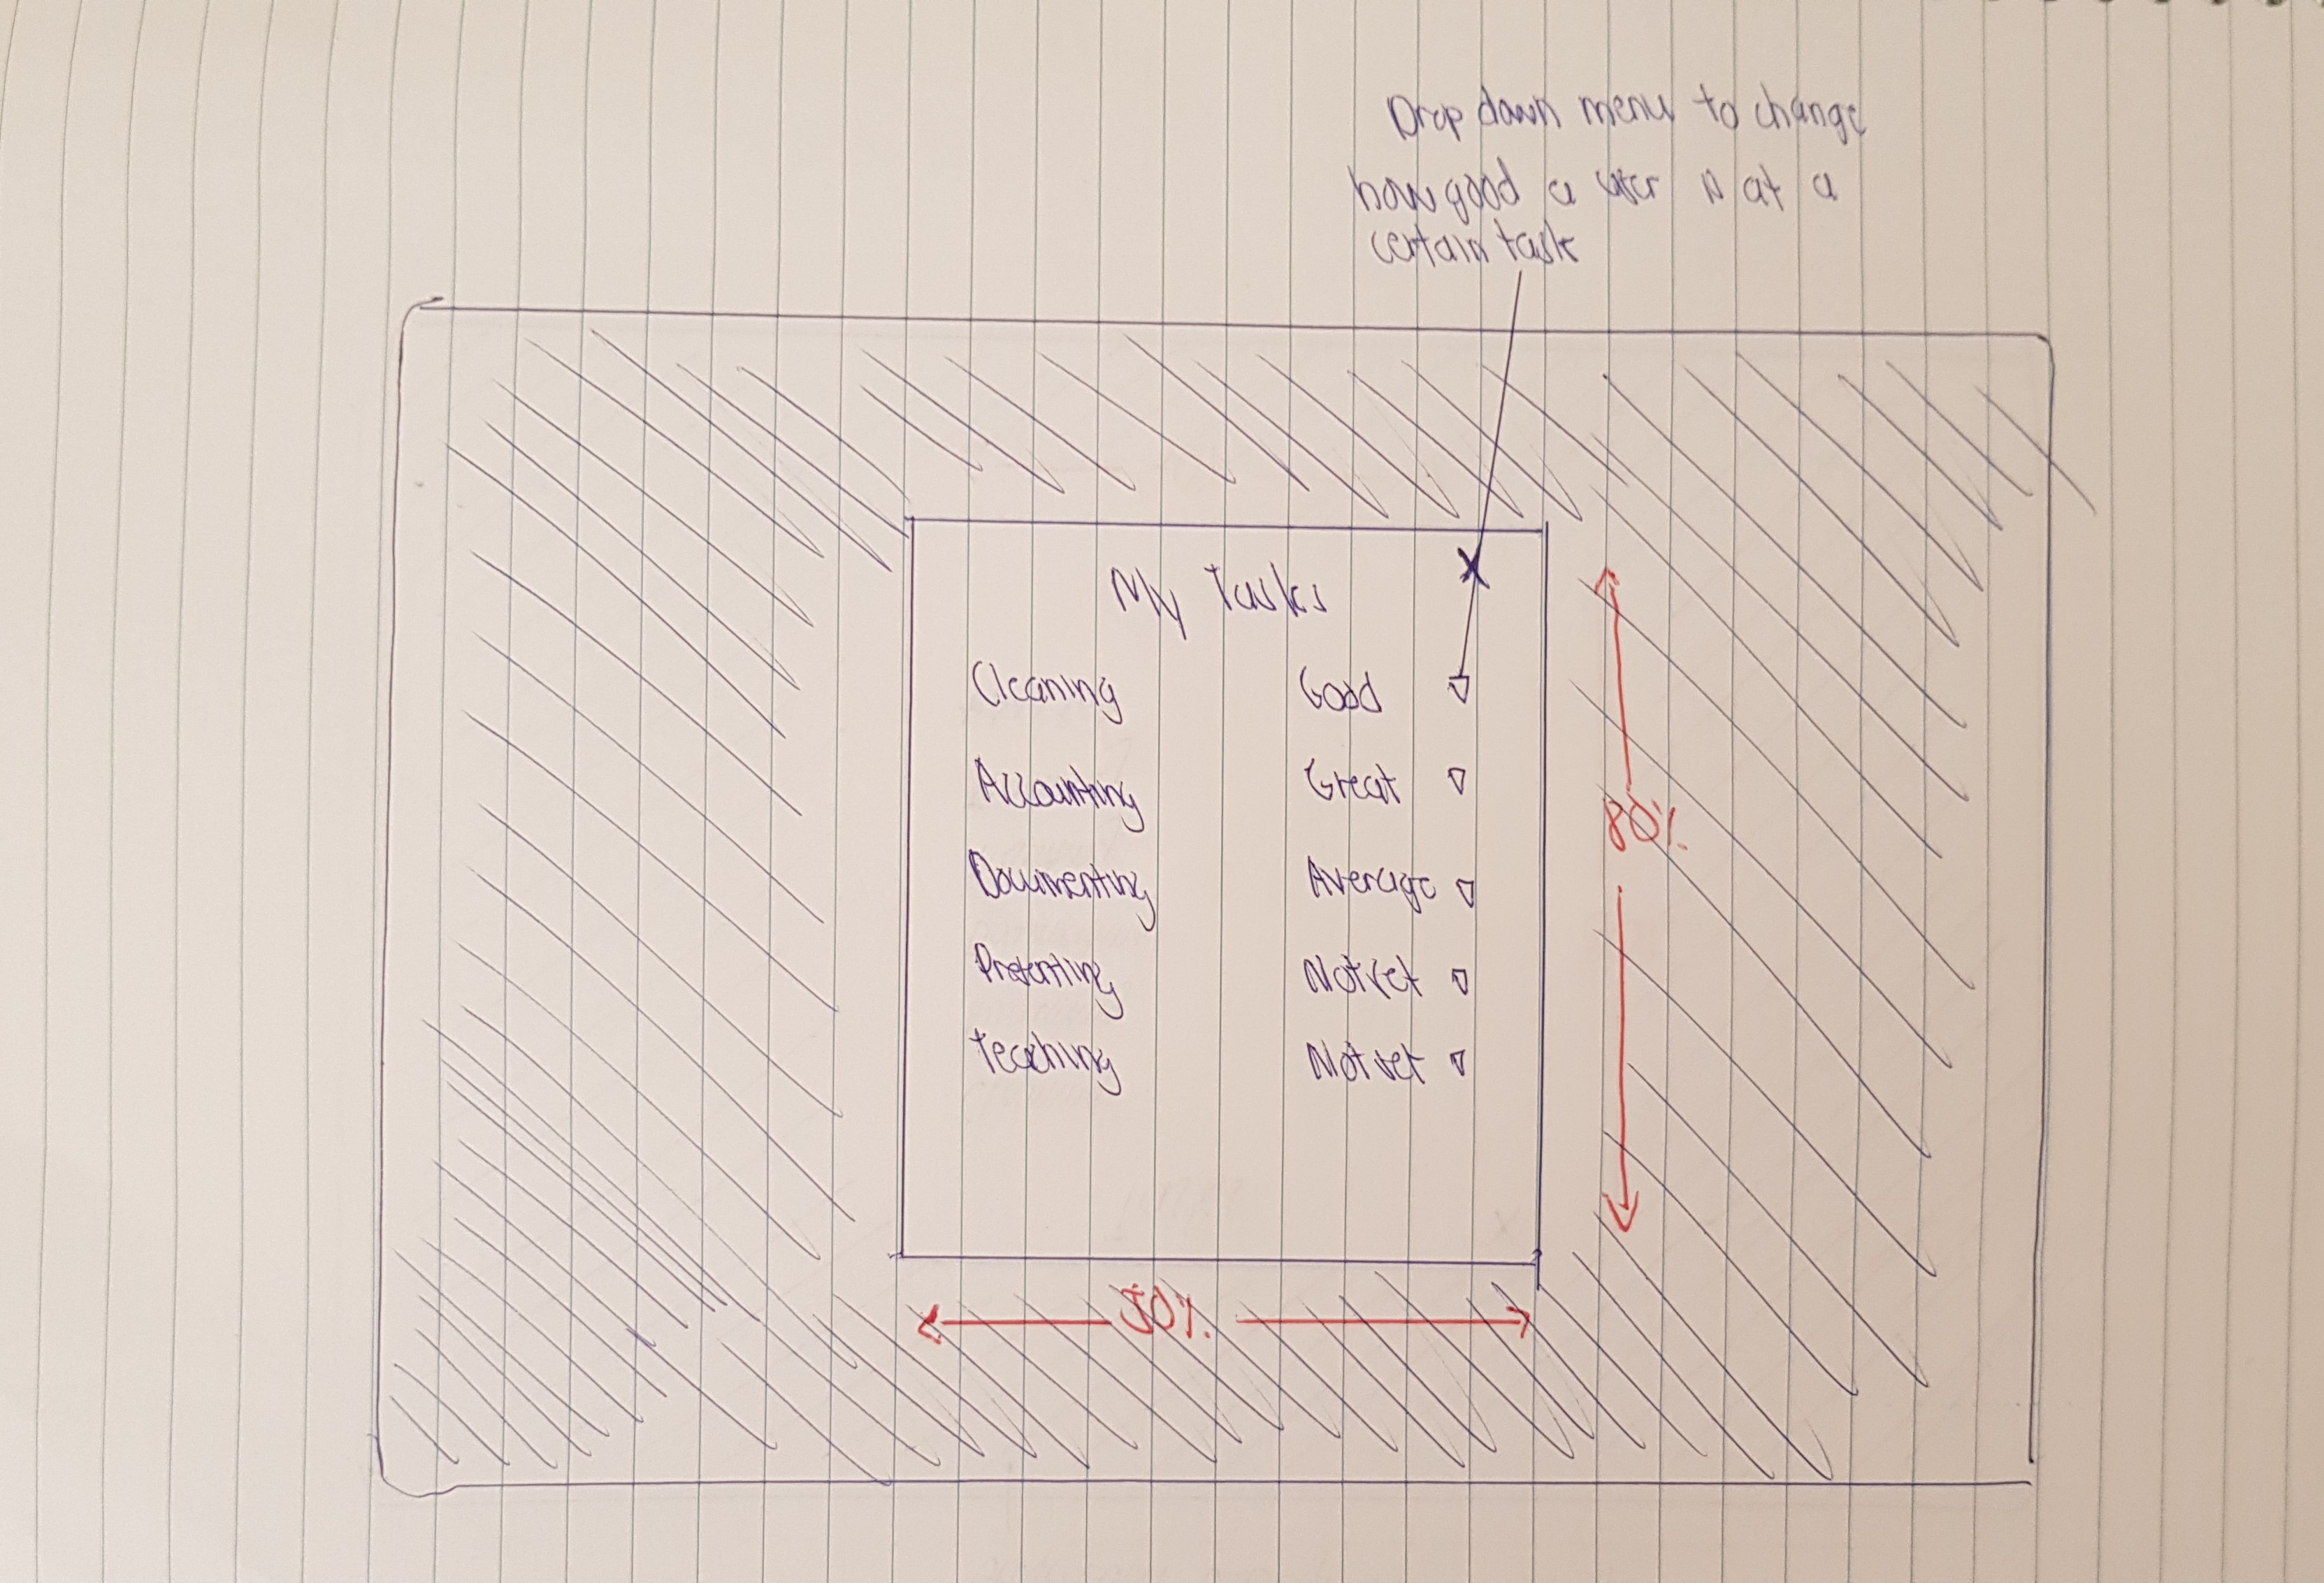 Drop down menu to change
how good a user is at a
certain task
My Tasks X
Cleaning Good
Accounting Great
Documenting Average
Presenting Not yet
Teaching Not yet
80%
50%